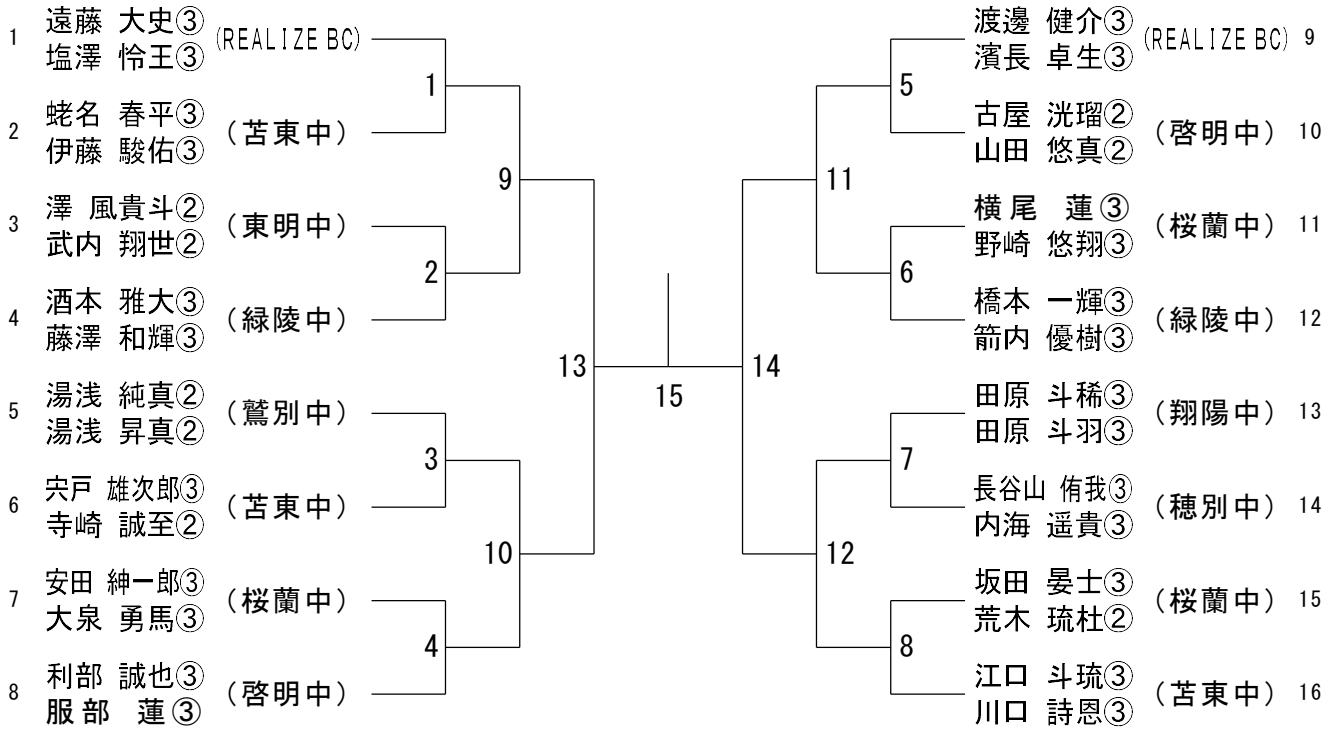 1 遠藤 大史③ (REALIZE BC)
塩澤 怜王③
2 蛯名 春平③ (苫東中)
伊藤 駿佑③
3 澤 風貴斗② (東明中)
武内 翔世②
4 酒本 雅大③ (緑陵中)
藤澤 和輝③
5 湯浅 純真② (鷲別中)
湯浅 昇真②
6 宍戸 雄次郎③ (苫東中)
寺崎 誠至②
7 安田 紳一郎③ (桜蘭中)
大泉 勇馬③
8 利部 誠也③ (啓明中)
服部 蓮③
1
2
3
4
9
10
13
15
14
11
12
5
6
7
8
渡邊 健介③ (REALIZE BC) 9
濱長 卓生③
古屋 洸瑠② (啓明中) 10
山田 悠真②
横尾 蓮③ (桜蘭中) 11
野崎 悠翔③
橋本 一輝③ (緑陵中) 12
箭内 優樹③
田原 斗稀③ (翔陽中) 13
田原 斗羽③
長谷山 侑我③ (穂別中) 14
内海 遥貴③
坂田 晏士③ (桜蘭中) 15
荒木 琉杜②
江口 斗琉③ (苫東中) 16
川口 詩恩③